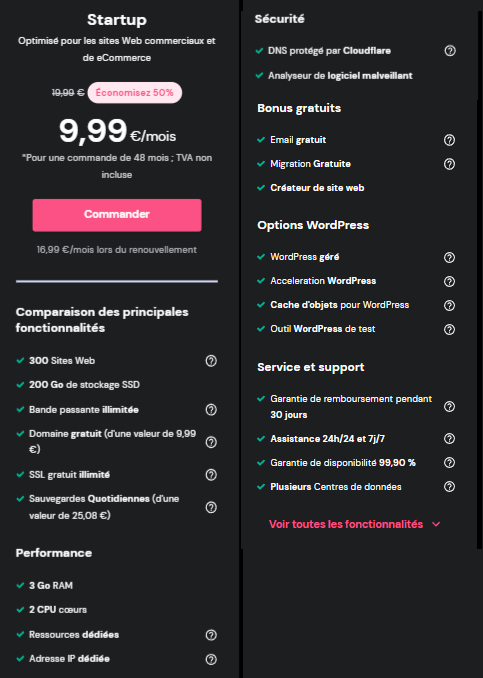 Startup
Optimisé pour les sites Web commerciaux et
de eCommerce
19,99 € Économisez 50%
9,99 €/mois
*Pour une commande de 48 mois ; TVA non
incluse
Commander
16,99 €/mois lors du renouvellement
Comparaison des principales
fonctionnalités
300 Sites Web
200 Go de stockage SSD
Bande passante illimitée
Domaine gratuit (d'une valeur de 9,99
€)
SSL gratuit illimité
Sauvegardes Quotidiennes (d'une
valeur de 25,08 €)
Performance
3 Go RAM
2 CPU cœurs
Ressources dédiées
Adresse IP dédiée
Sécurité
DNS protégé par Cloudflare
Analyseur de logiciel malveillant
Bonus gratuits
Email gratuit
Migration Gratuite
Créateur de site web
Options WordPress
WordPress géré
Acceleration WordPress
Cache d'objets pour WordPress
Outil WordPress de test
Service et support
Garantie de remboursement pendant
30 jours
Assistance 24h/24 et 7j/7
Garantie de disponibilité 99,90 %
Plusieurs Centres de données
Voir toutes les fonctionnalités